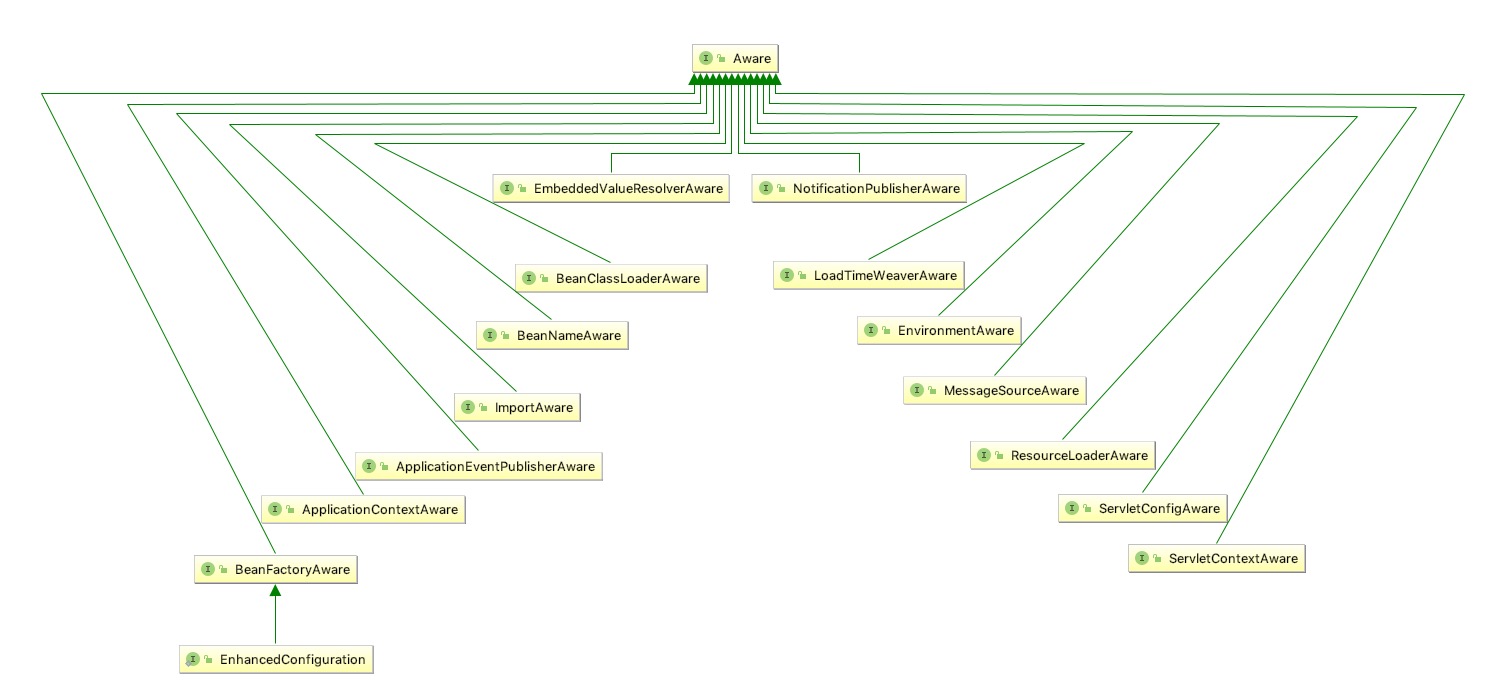 Aware
EmbeddedValueResolverAware
NotificationPublisherAware
BeanClassLoaderAware
LoadTimeWeaverAware
BeanNameAware
EnvironmentAware
ImportAware
MessageSourceAware
ApplicationEventPublisherAware
ResourceLoaderAware
ApplicationContextAware
ServletConfigAware
BeanFactoryAware
ServletContextAware
EnhancedConfiguration